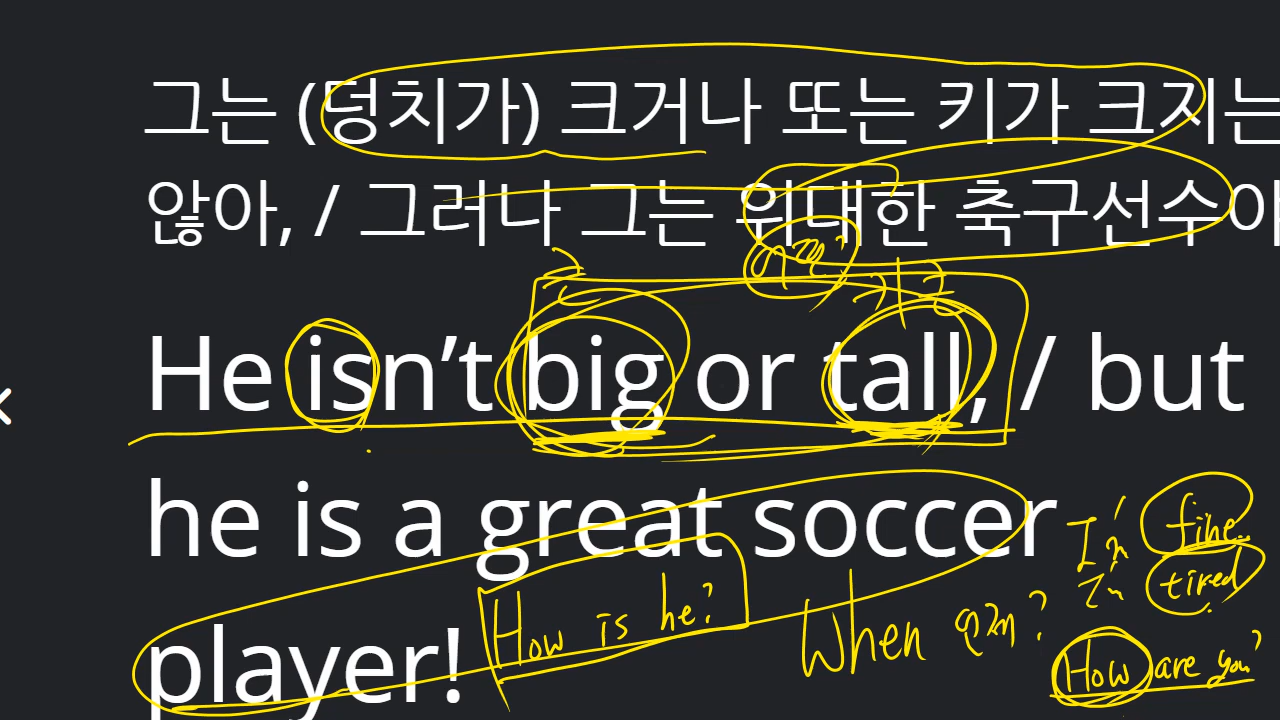 그는 (덩치가) 크거나 또는 키가 크지는
않아, / 그러나 그는 위대한 축구선수야
He isn’t big or tall, / but
he is a great soccer
player!
How is he?
When
I'm fine
I'm tired
How are you?